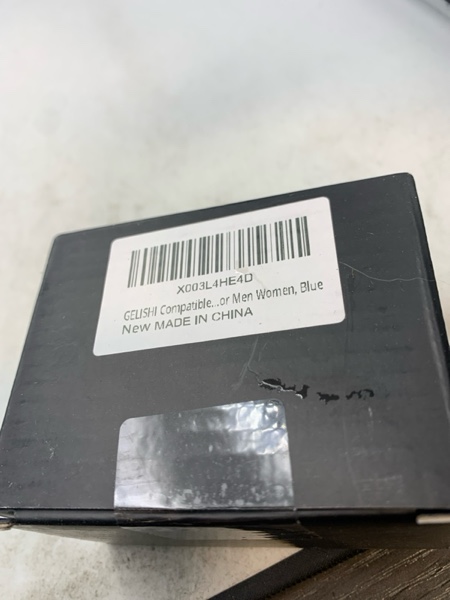 X003L4HE4D
GELISHI Compatible...or Men Women, Blue
New MADE IN CHINA